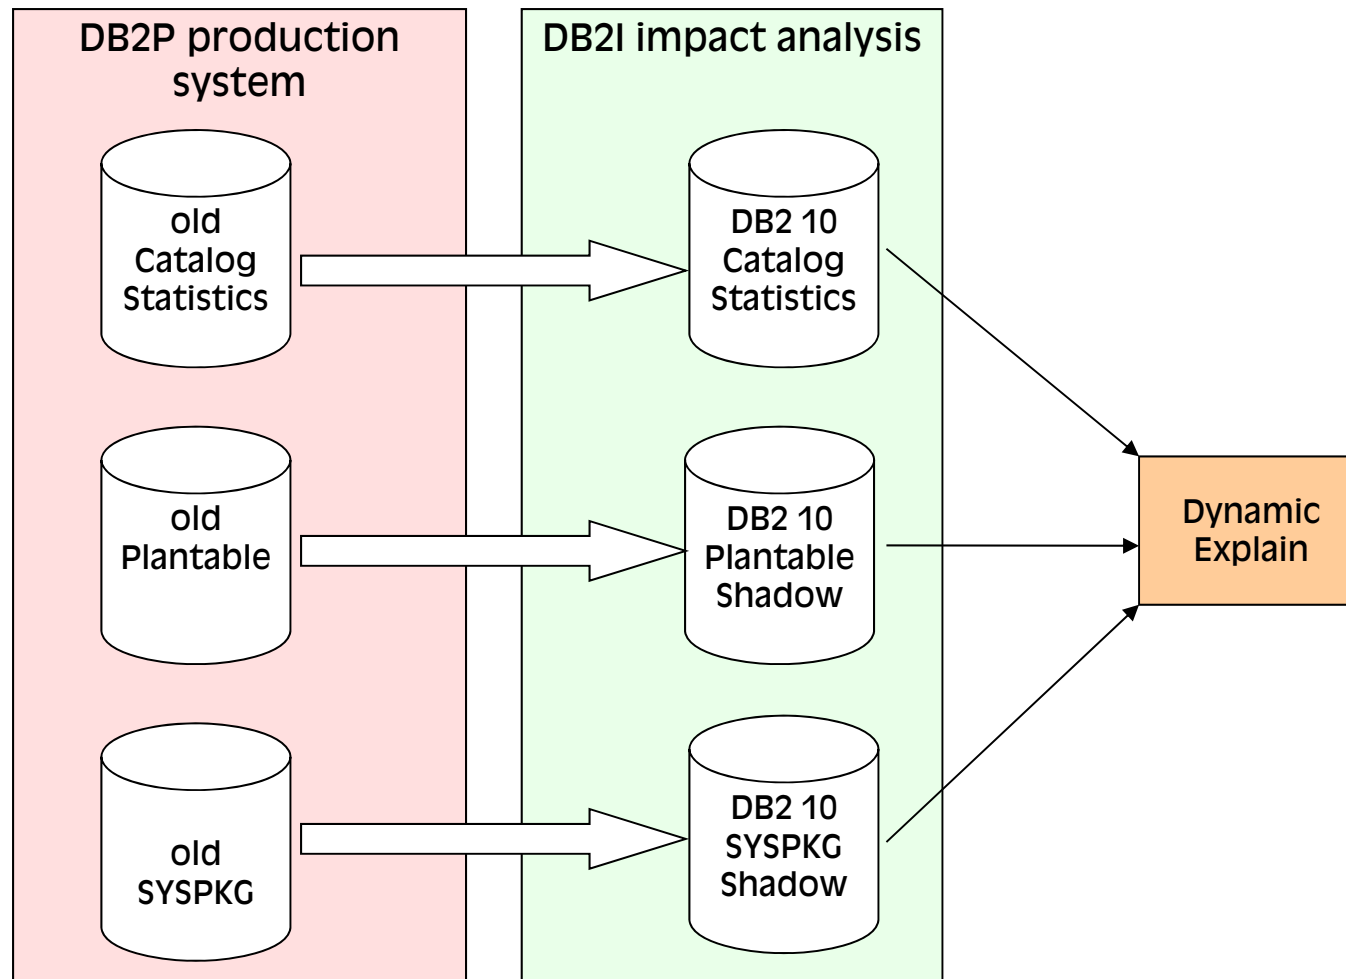 DB2P production
system
DB2I impact analysis
old
Catalog
Statistics
DB2 10
Catalog
Statistics
old
Plantable
DB2 10
Plantable
Shadow
Dynamic
Explain
old
SYSPKG
DB2 10
SYSPKG
Shadow